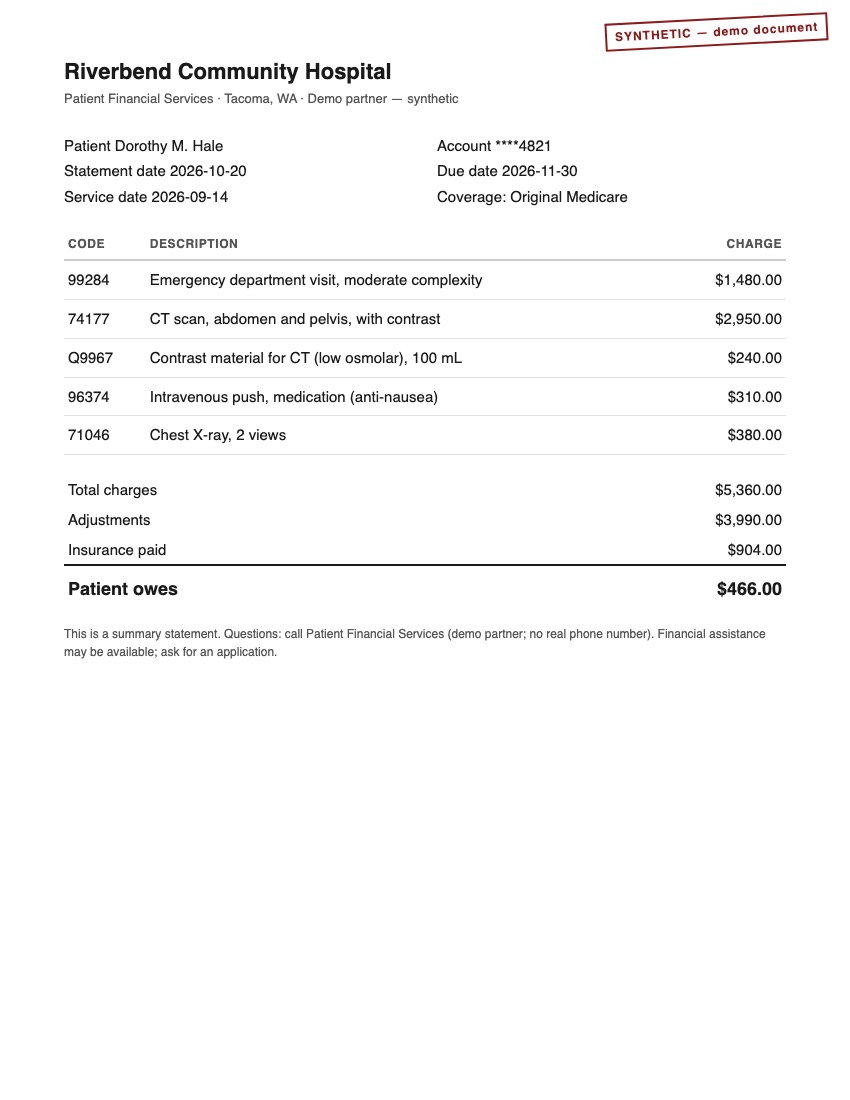 SYNTHETIC — demo document
Riverbend Community Hospital
Patient Financial Services · Tacoma, WA · Demo partner — synthetic
Patient Dorothy M. Hale Account ****4821
Statement date 2026-10-20 Due date 2026-11-30
Service date 2026-09-14 Coverage: Original Medicare
CODE DESCRIPTION CHARGE
99284 Emergency department visit, moderate complexity $1,480.00
74177 CT scan, abdomen and pelvis, with contrast $2,950.00
Q9967 Contrast material for CT (low osmolar), 100 mL $240.00
96374 Intravenous push, medication (anti-nausea) $310.00
71046 Chest X-ray, 2 views $380.00
Total charges $5,360.00
Adjustments $3,990.00
Insurance paid $904.00
Patient owes $466.00
This is a summary statement. Questions: call Patient Financial Services (demo partner; no real phone number). Financial assistance
may be available; ask for an application.